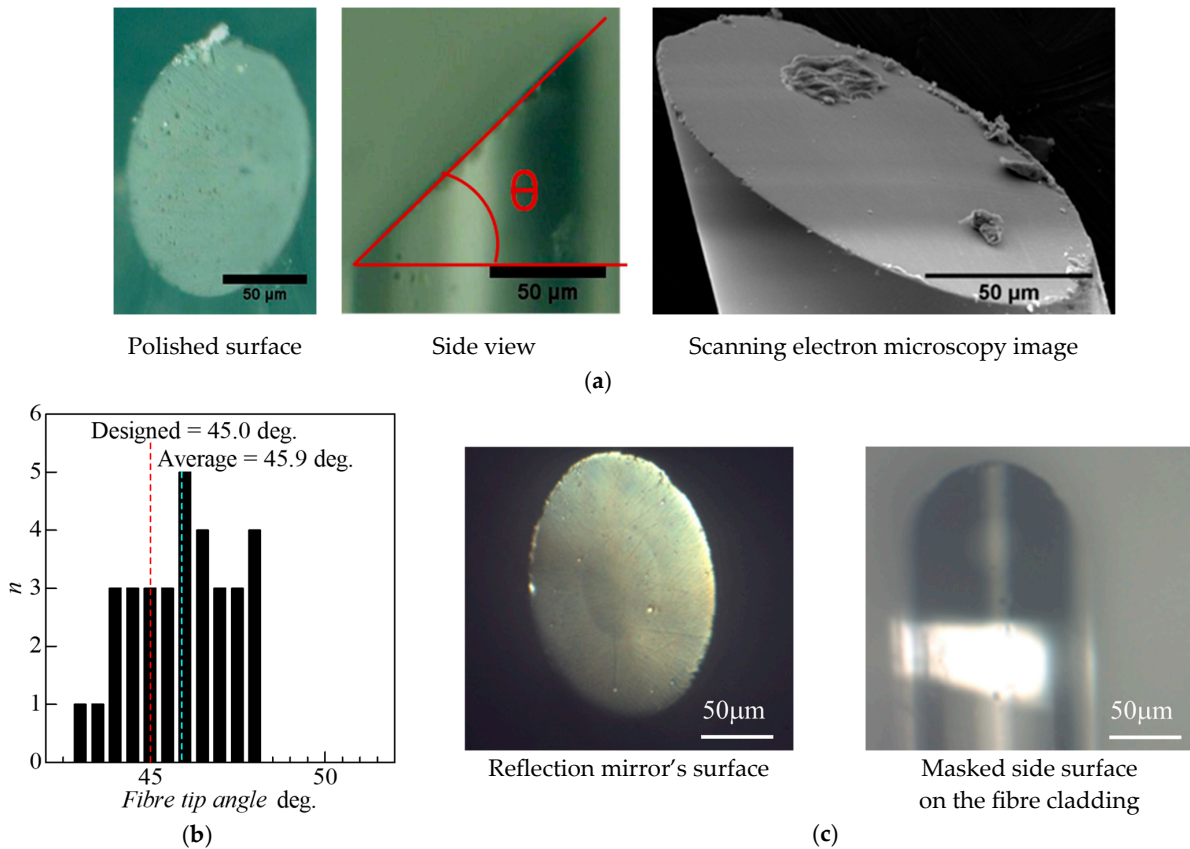 θ
50 μm
50 μm
50 μm
Polished surface
Side view
Scanning electron microscopy image
(a)
6
Designed = 45.0 deg.
Average = 45.9 deg.
5
4
3
n
2
1
0
45
50
Fibre tip angle deg.
(b)
50μm
50μm
Reflection mirror's surface
Masked side surface
on the fibre cladding
(c)